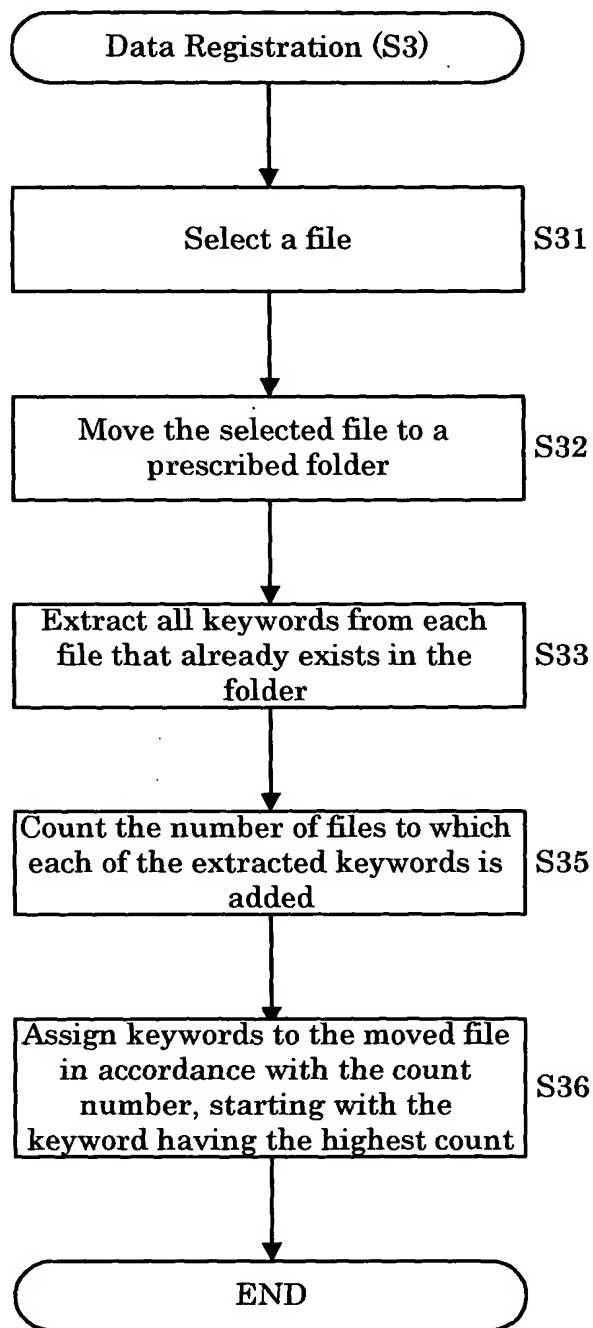 Data Registration (S3)
Select a file
S31
Move the selected file to a
prescribed folder
S32
Extract all keywords from each
file that already exists in the
folder
S33
Count the number of files to which
each of the extracted keywords is
added
S35
Assign keywords to the moved file
in accordance with the count
number, starting with the
keyword having the highest count
S36
END